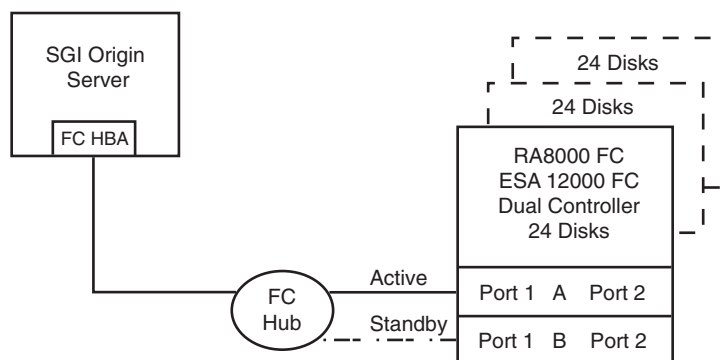 SGI Origin
Server
FC HBA
24 Disks
24 Disks
RA8000 FC
ESA 12000 FC
Dual Controller
24 Disks
Active
FC
Hub
Port 1 A Port 2
Standby
Port 1 B Port 2